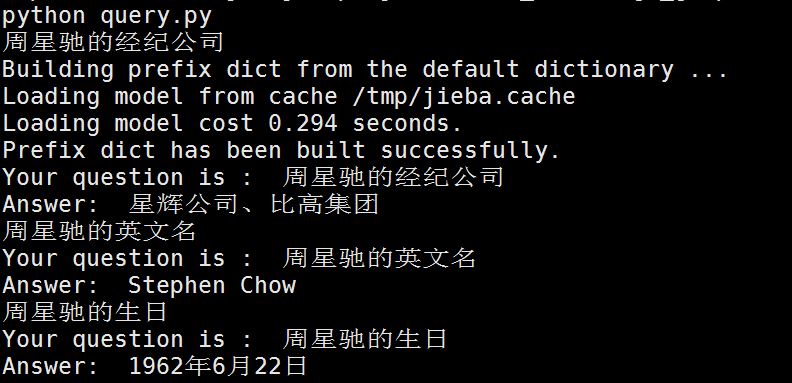 python query.py
周星驰的经纪公司
Building prefix dict from the default dictionary ...
Loading model from cache /tmp/jieba.cache
Loading model cost 0.294 seconds.
Prefix dict has been built successfully.
Your question is :  周星驰的经纪公司
Answer:  星辉公司、比高集团
周星驰的英文名
Your question is :  周星驰的英文名
Answer:  Stephen Chow
周星驰的生日
Your question is :  周星驰的生日
Answer:  1962年6月22日